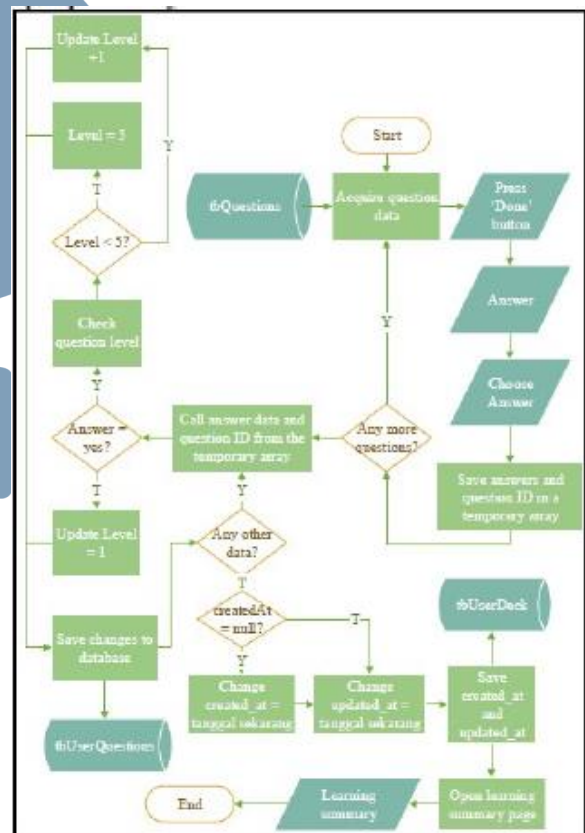 Update Level
+1
Level = 5
Y
T
Level < 5?
Check
question level
Y
Answer =
yes?
T
Update Level
= 1
Save changes to
database
tbUserQuestions
Start
tbQuestions
Acquire question
data
Press
'Done'
button
Answer
Choose
Answer
Save answers and
question ID in a
temporary array
Y
Any more
questions?
Call answer data and
question ID from the
temporary array
Y
Any other
data?
T
createdAt
= null?
T
Y
Change
created_at =
tanggal sekarang
Change
updated_at =
tanggal sekarang
Save
created_at
and
updated_at
tbUserDeck
Open learning
summary page
Learning
summary
End